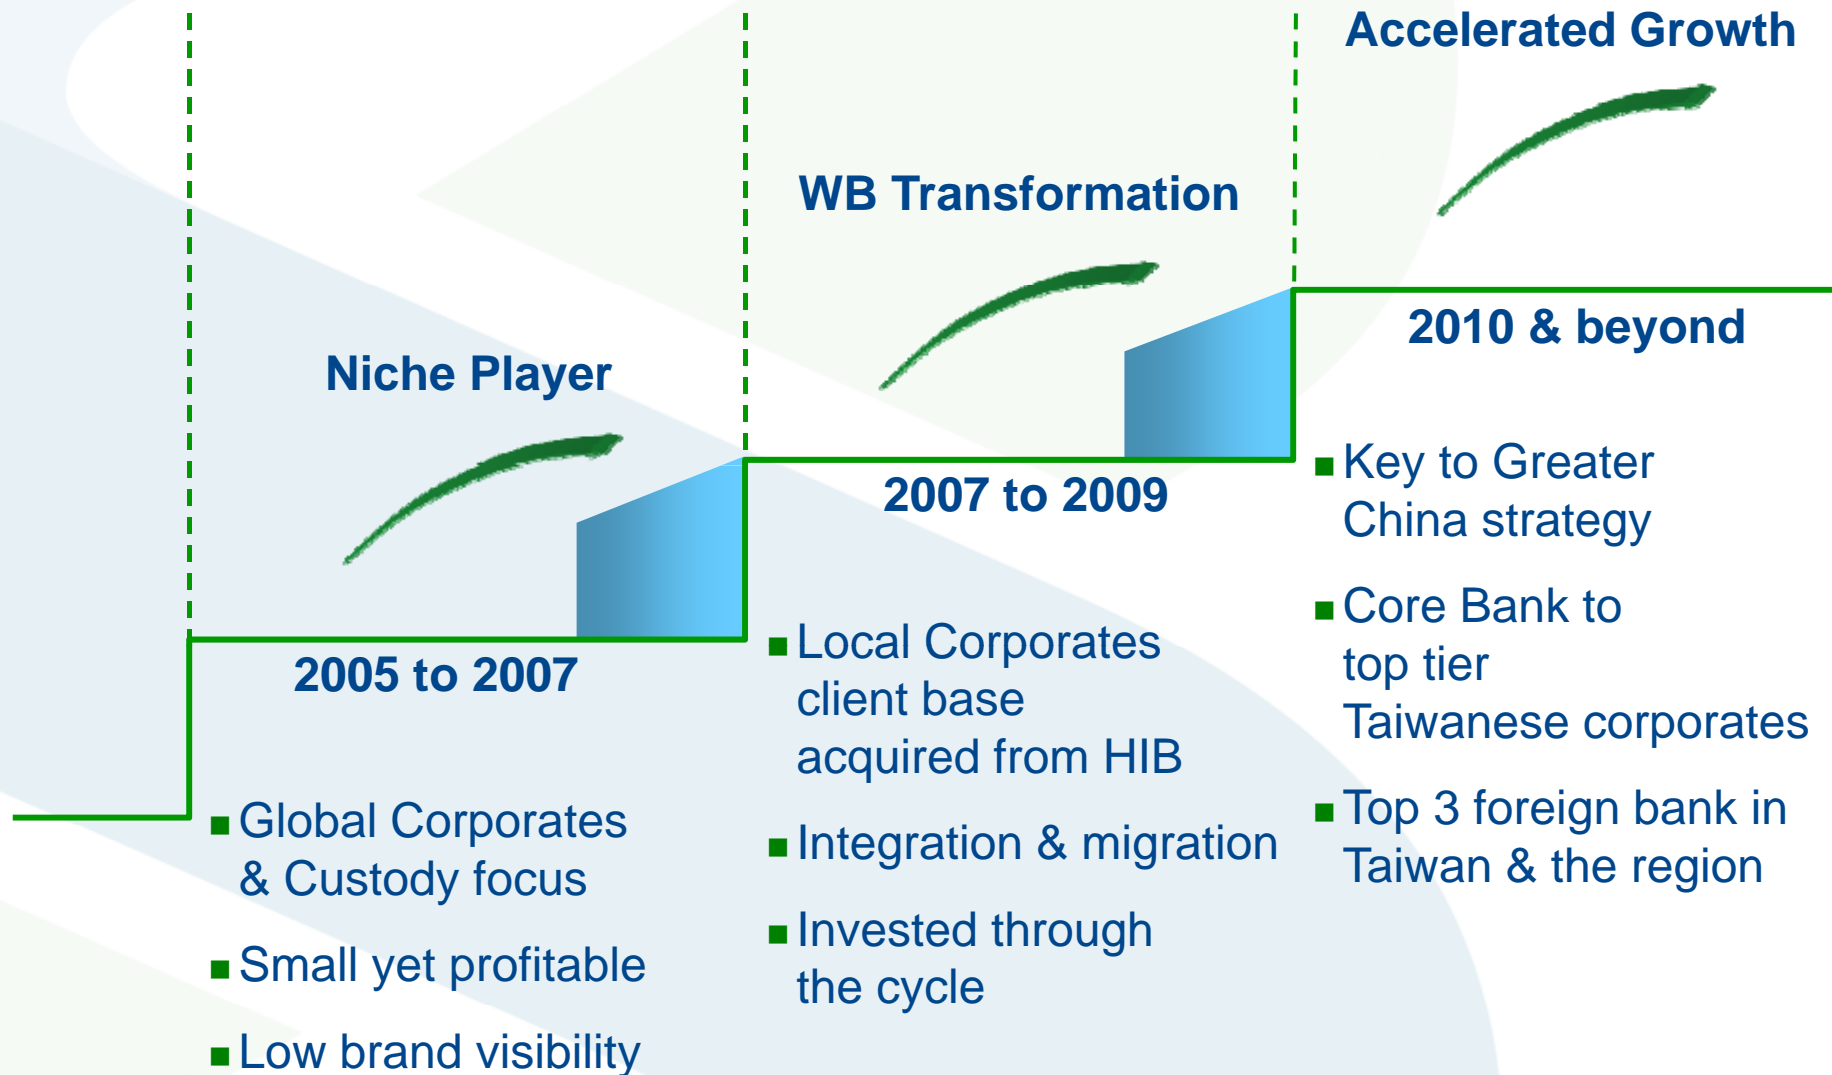 Niche Player
2005 to 2007
Global Corporates
& Custody focus
Small yet profitable
Low brand visibility
WB Transformation
2007 to 2009
Local Corporates
client base
acquired from HIB
Integration & migration
Invested through
the cycle
Accelerated Growth
2010 & beyond
Key to Greater
China strategy
Core Bank to
top tier
Taiwanese corporates
Top 3 foreign bank in
Taiwan & the region